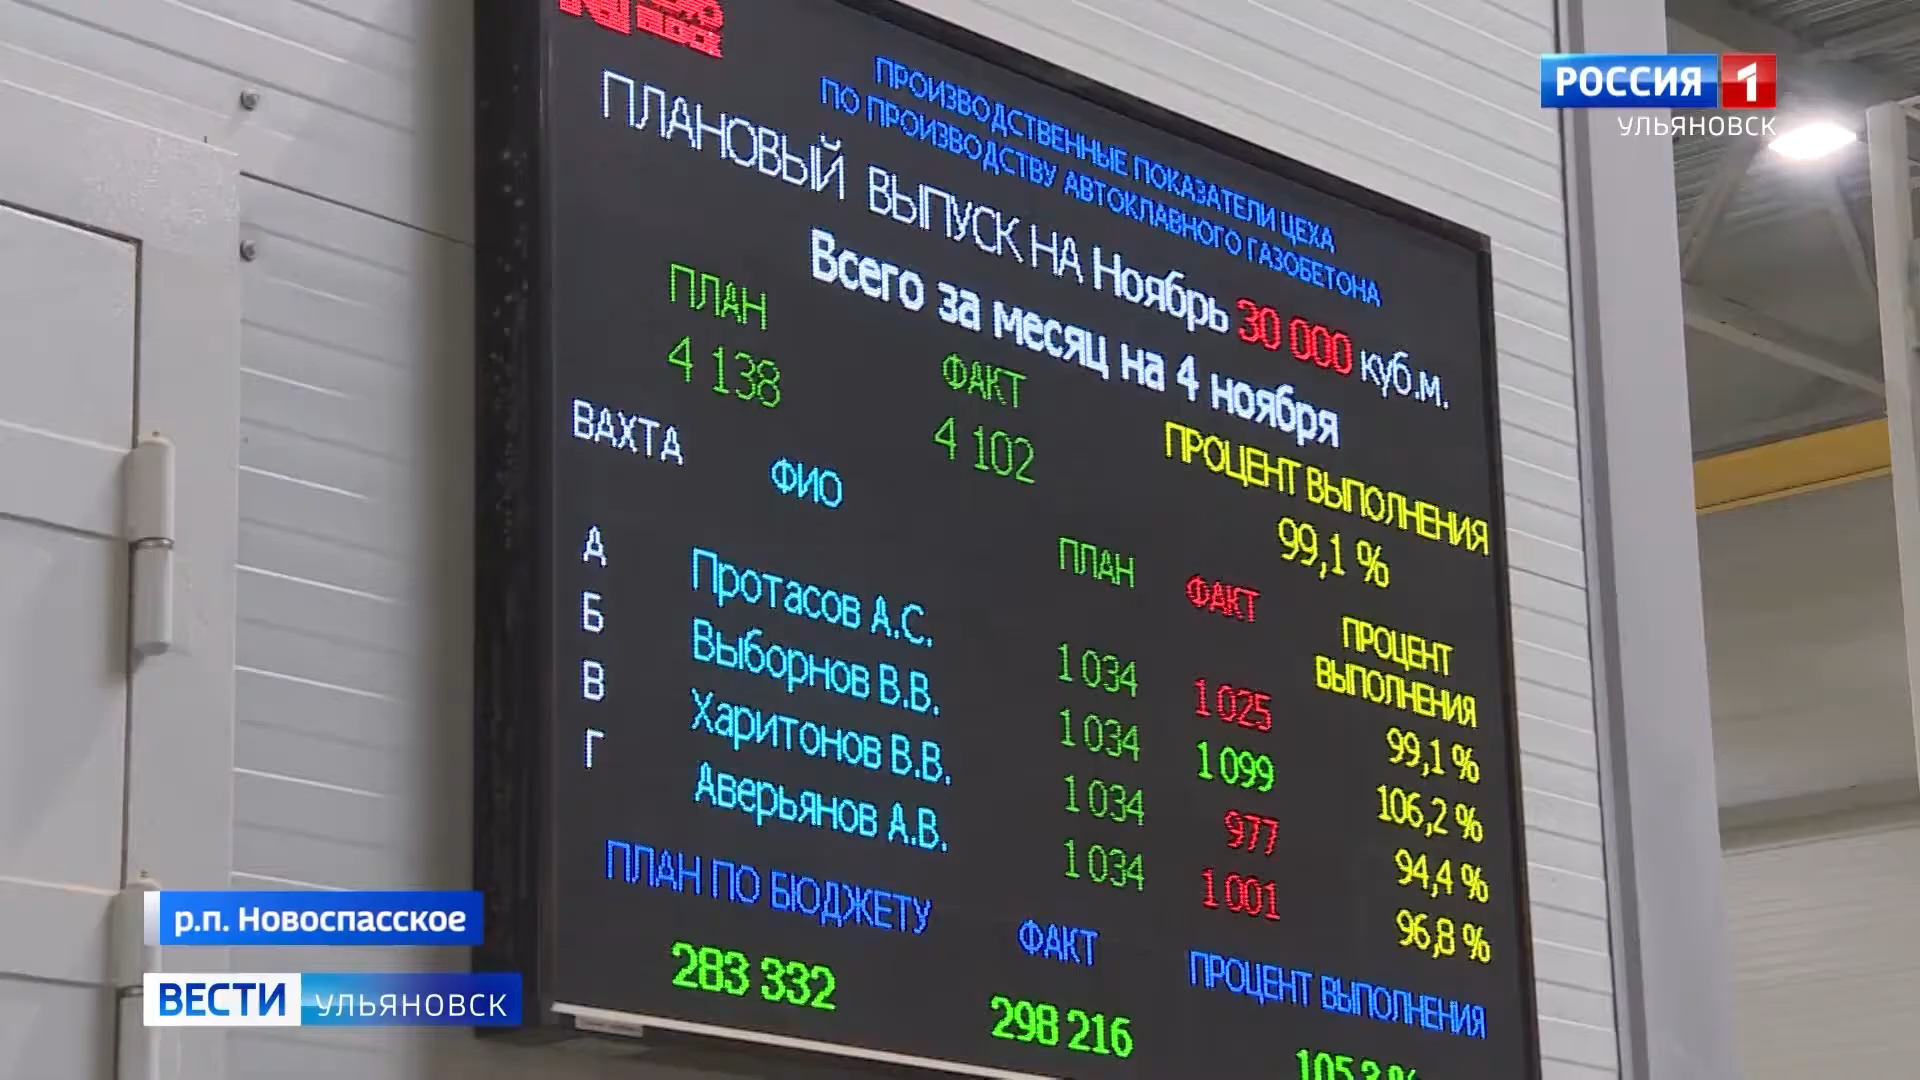 РОССИЯ 1
УЛЬЯНОВСК
ПРОИЗВОДСТВЕННЫЕ ПОКАЗАТЕЛИ ЦЕХА
ПО ПРОИЗВОДСТВУ АВТОКЛАВНОГО ГАЗОБЕТОНА
ПЛАНОВЫЙ ВЫПУСК НА Ноябрь 30 000 куб.м.
Всего за месяц на 4 ноября
ПЛАН ФАКТ ПРОЦЕНТ ВЫПОЛНЕНИЯ
4 138 4 102 99,1 %
ВАХТА ФИО ПЛАН ФАКТ ПРОЦЕНТ
ВЫПОЛНЕНИЯ
А Протасов А.С. 1 034 1 025 99,1 %
Б Выборнов В.В. 1 034 1 099 106,2 %
В Харитонов В.В. 1 034 977 94,4 %
Г Аверьянов А.В. 1 034 1 001 96,8 %
ПЛАН ПО БЮДЖЕТУ ФАКТ ПРОЦЕНТ ВЫПОЛНЕНИЯ
283 332 298 216 105,3 %
р.п. Новоспасское
ВЕСТИ УЛЬЯНОВСК